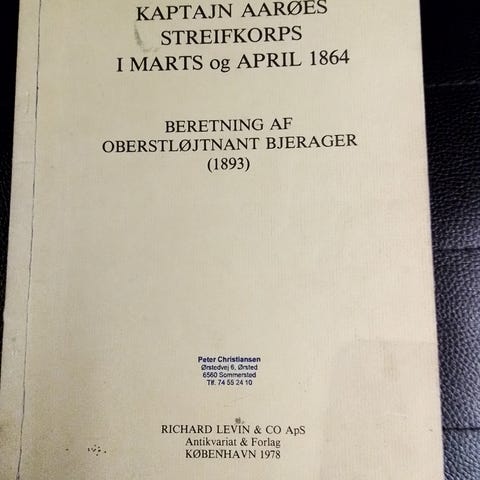 KAPTAJN AARØES
STREIFKORPS
I MARTS og APRIL 1864
BERETNING AF
OBERSTLØJTNANT BJERAGER
(1893)
Peter Christiansen
Ørstedvej 6, Ørsted
6560 Sommersted
Tlf. 74 55 24 10
RICHARD LEVIN & CO ApS
Antikvariat & Forlag
KØBENHAVN 1978